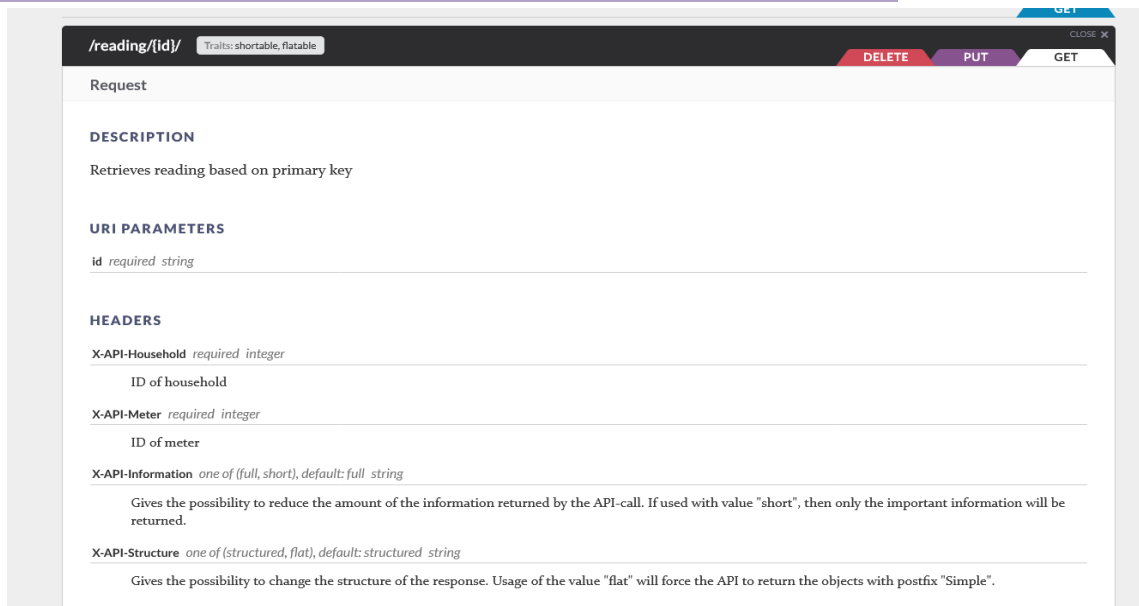 GET
/reading/{id}/ Traits: shortable, flatable
CLOSE ×
DELETE PUT GET
Request
DESCRIPTION
Retrieves reading based on primary key
URI PARAMETERS
id required string
HEADERS
X-API-Household required integer
ID of household
X-API-Meter required integer
ID of meter
X-API-Information one of (full, short), default: full string
Gives the possibility to reduce the amount of the information returned by the API-call. If used with value "short", then only the important information will be
returned.
X-API-Structure one of (structured, flat), default: structured string
Gives the possibility to change the structure of the response. Usage of the value "flat" will force the API to return the objects with postfix "Simple".